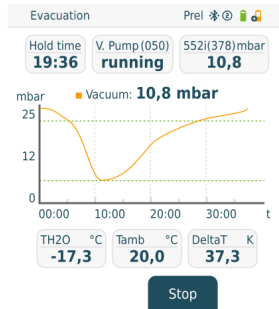 Evacuation Prel
Hold time V. Pump (050) 552i(378) mbar
19:36 running 10,8
mbar Vacuum: 10,8 mbar
25
12
0
00:00 10:00 20:00 30:00 t
TH2O °C Tamb °C DeltaT K
-17,3 20,0 37,3
Stop